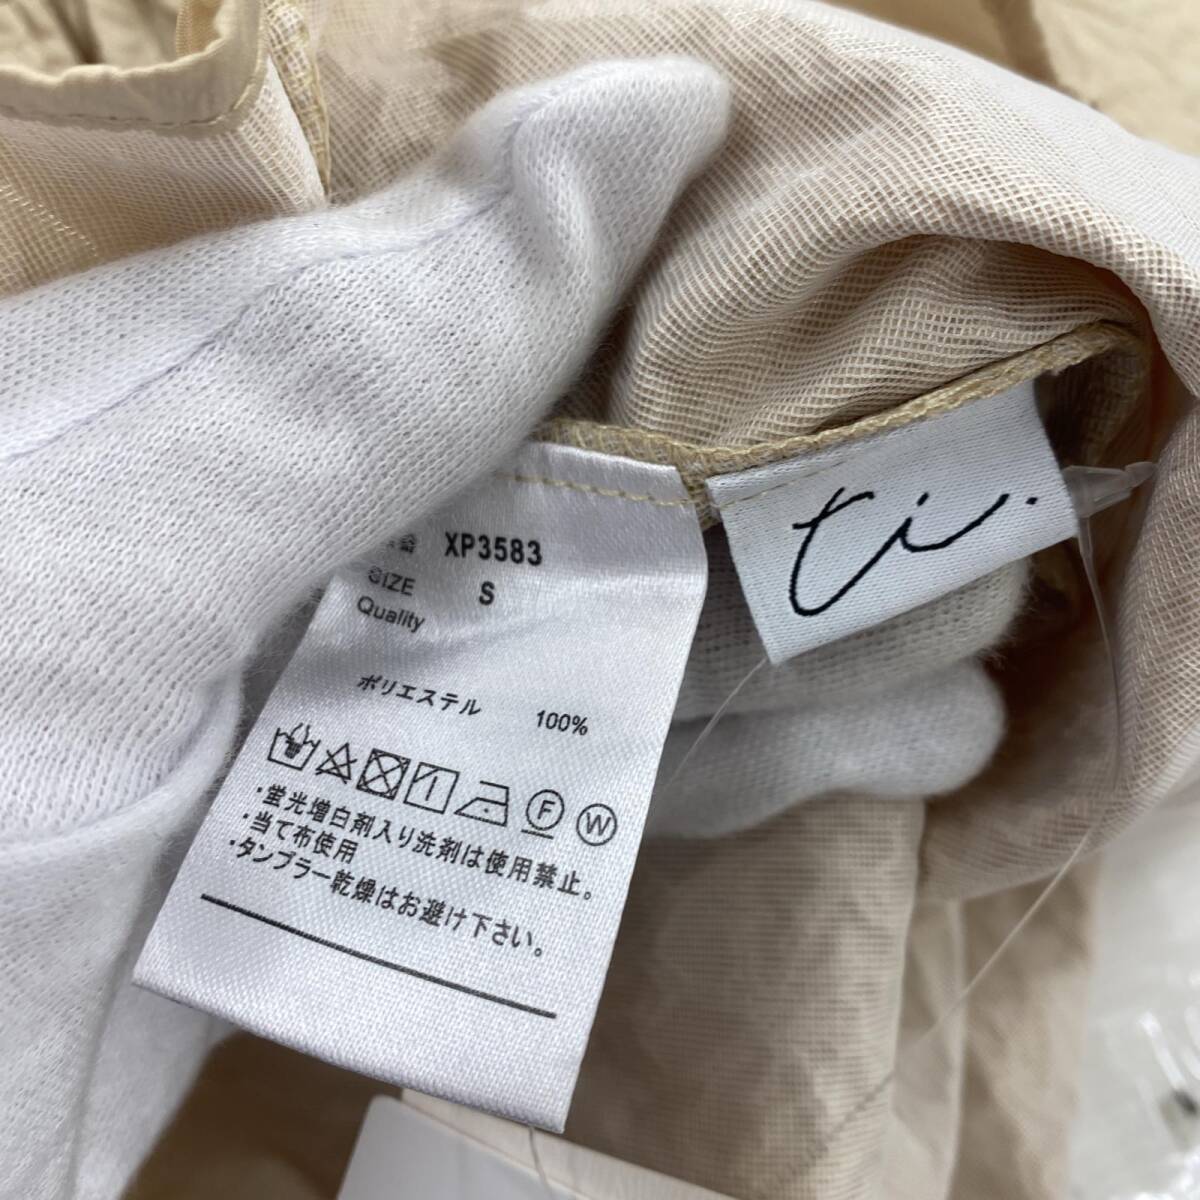 番 XP3583
SIZE S
Quality
ポリエステル 100%
F W
・蛍光増白剤入り洗剤は使用禁止。
・当て布使用
・タンブラー乾燥はお避け下さい。
ti.